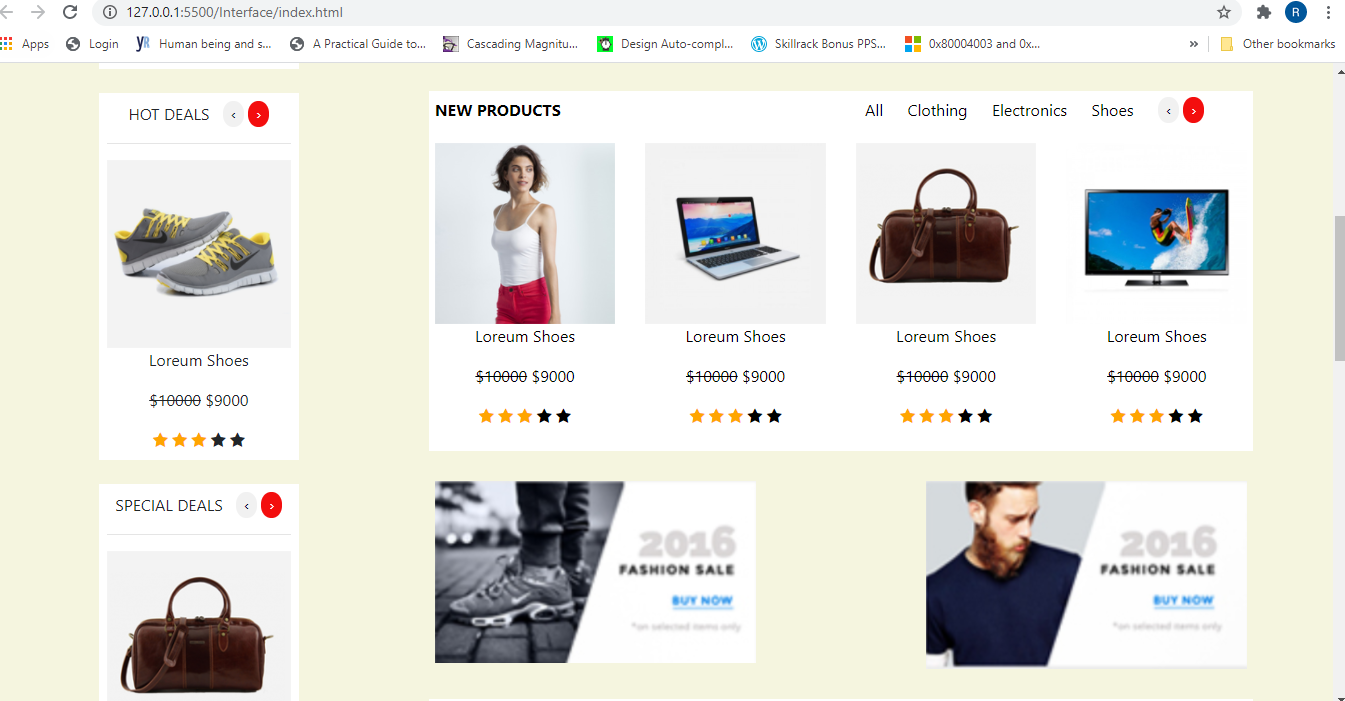 127.0.0.1:5500/Interface/index.html
R
Apps Login yR Human being and s... A Practical Guide to... Cascading Magnitu... Design Auto-compl... Skillrack Bonus PPS... 0x80004003 and 0x... » Other bookmarks
HOT DEALS ‹ ›
Loreum Shoes
$10000 $9000
SPECIAL DEALS ‹ ›
NEW PRODUCTS All Clothing Electronics Shoes ‹ ›
Loreum Shoes Loreum Shoes Loreum Shoes Loreum Shoes
$10000 $9000 $10000 $9000 $10000 $9000 $10000 $9000
2016
FASHION SALE
BUY NOW
*on selected items only
2016
FASHION SALE
BUY NOW
*on selected items only